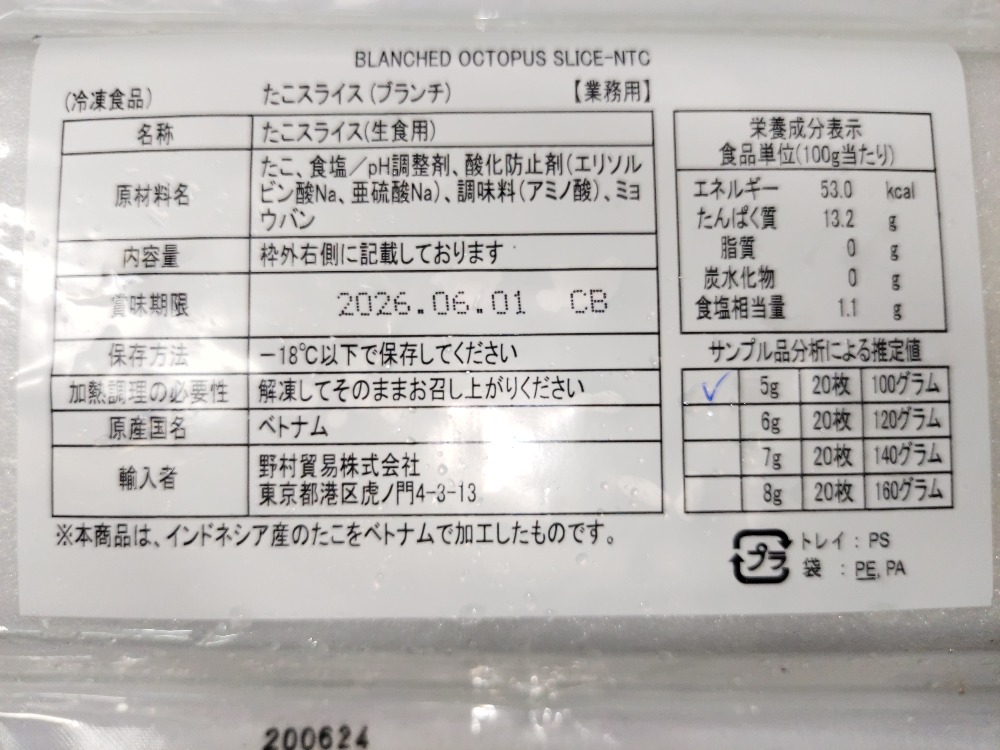 BLANCHED OCTOPUS SLICE-NTC
(冷凍食品) たこスライス(ブランチ) 【業務用】
名称 たこスライス(生食用)
原材料名 たこ、食塩／pH調整剤、酸化防止剤(エリソル
ビン酸Na、亜硫酸Na)、調味料(アミノ酸)、ミョ
ウバン
内容量 枠外右側に記載しております
賞味期限 2026.06.01 CB
保存方法 -18℃以下で保存してください
加熱調理の必要性 解凍してそのままお召し上がりください
原産国名 ベトナム
輸入者 野村貿易株式会社
東京都港区虎ノ門4-3-13
※本商品は、インドネシア産のたこをベトナムで加工したものです。
栄養成分表示
食品単位(100g当たり)
エネルギー 53.0 kcal
たんぱく質 13.2 g
脂質 0 g
炭水化物 0 g
食塩相当量 1.1 g
サンプル品分析による推定値
✓ 5g 20枚 100グラム
6g 20枚 120グラム
7g 20枚 140グラム
8g 20枚 160グラム
プラ
トレイ : PS
袋 : PE, PA
200624